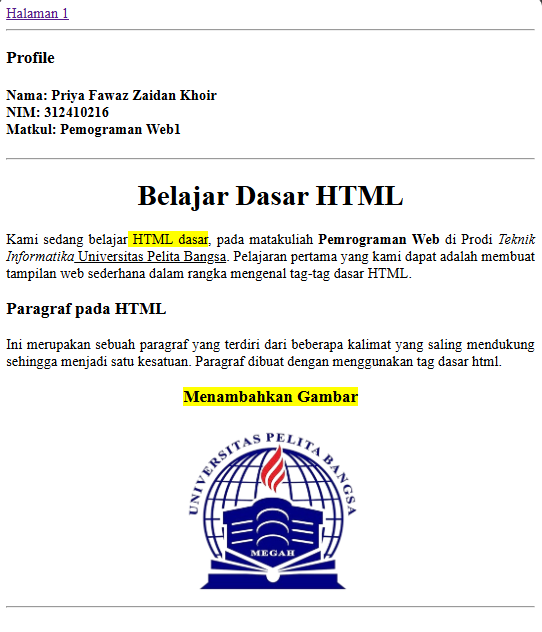 Halaman 1
Profile
Nama: Priya Fawaz Zaidan Khoir
NIM: 312410216
Matkul: Pemograman Web1
Belajar Dasar HTML
Kami sedang belajar HTML dasar, pada matakuliah Pemrograman Web di Prodi Teknik
Informatika Universitas Pelita Bangsa. Pelajaran pertama yang kami dapat adalah membuat
tampilan web sederhana dalam rangka mengenal tag-tag dasar HTML.
Paragraf pada HTML
Ini merupakan sebuah paragraf yang terdiri dari beberapa kalimat yang saling mendukung
sehingga menjadi satu kesatuan. Paragraf dibuat dengan menggunakan tag dasar html.
Menambahkan Gambar
UNIVERSITAS PELITA BANGSA
MEGAH